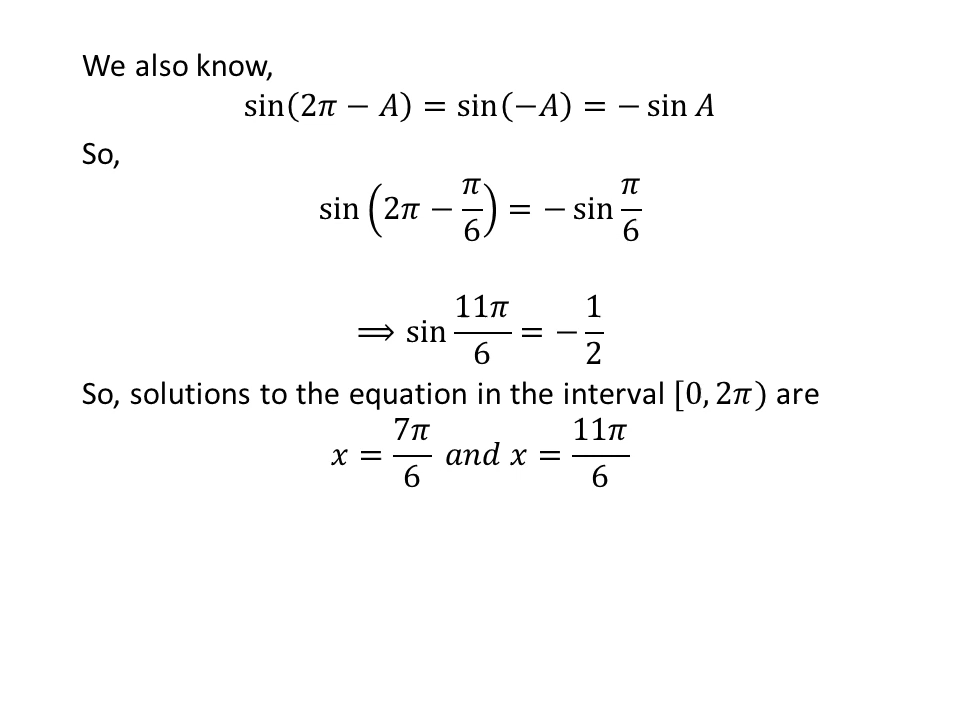 We also know,
sin(2𝜋 − 𝐴) = sin(−𝐴) = − sin 𝐴
So,
sin (2𝜋 − 𝜋/6) = − sin 𝜋/6
⟹ sin 11𝜋/6 = − 1/2
So, solutions to the equation in the interval [0, 2𝜋) are
𝑥 = 7𝜋/6 𝑎𝑛𝑑 𝑥 = 11𝜋/6